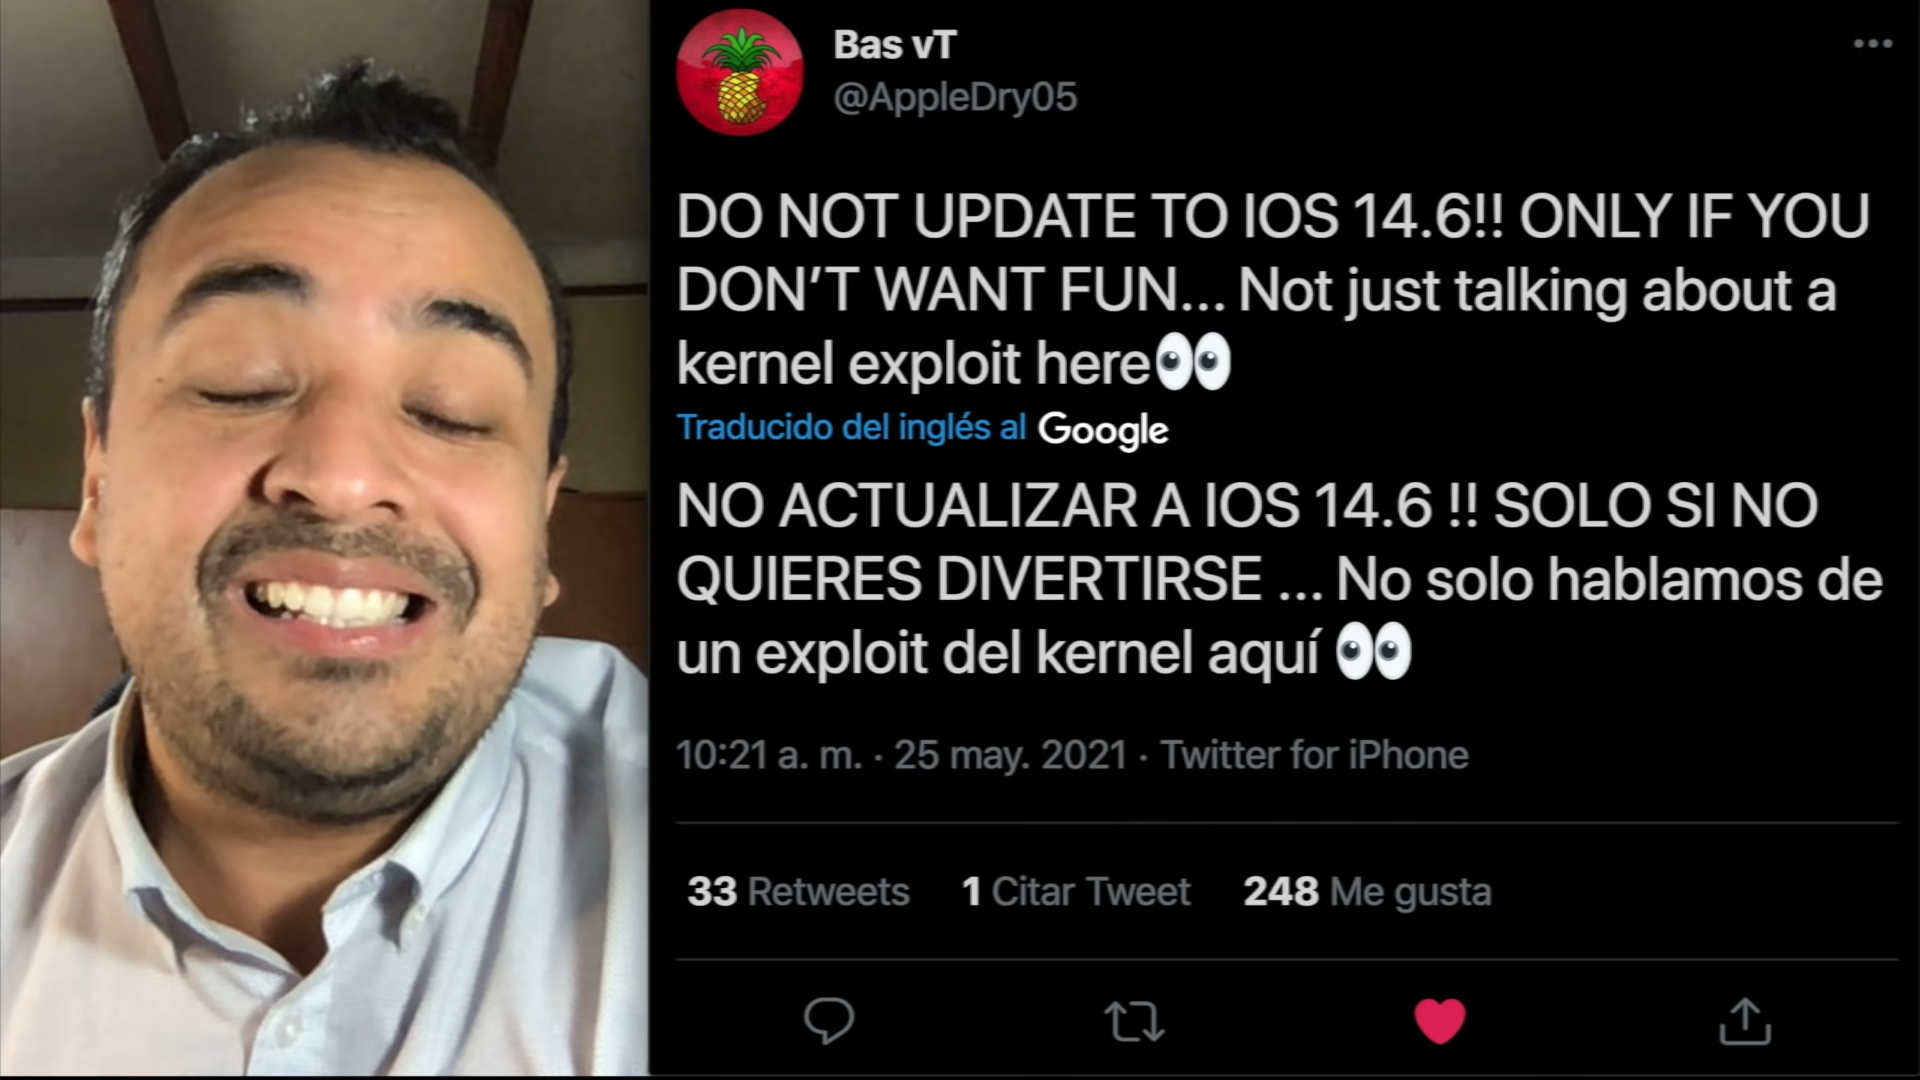 Bas vT
@AppleDry05
DO NOT UPDATE TO IOS 14.6!! ONLY IF YOU
DON’T WANT FUN... Not just talking about a
kernel exploit here👀
Traducido del inglés al Google
NO ACTUALIZAR A IOS 14.6 !! SOLO SI NO
QUIERES DIVERTIRSE ... No solo hablamos de
un exploit del kernel aquí 👀
10:21 a. m. · 25 may. 2021 · Twitter for iPhone
33 Retweets 1 Citar Tweet 248 Me gusta